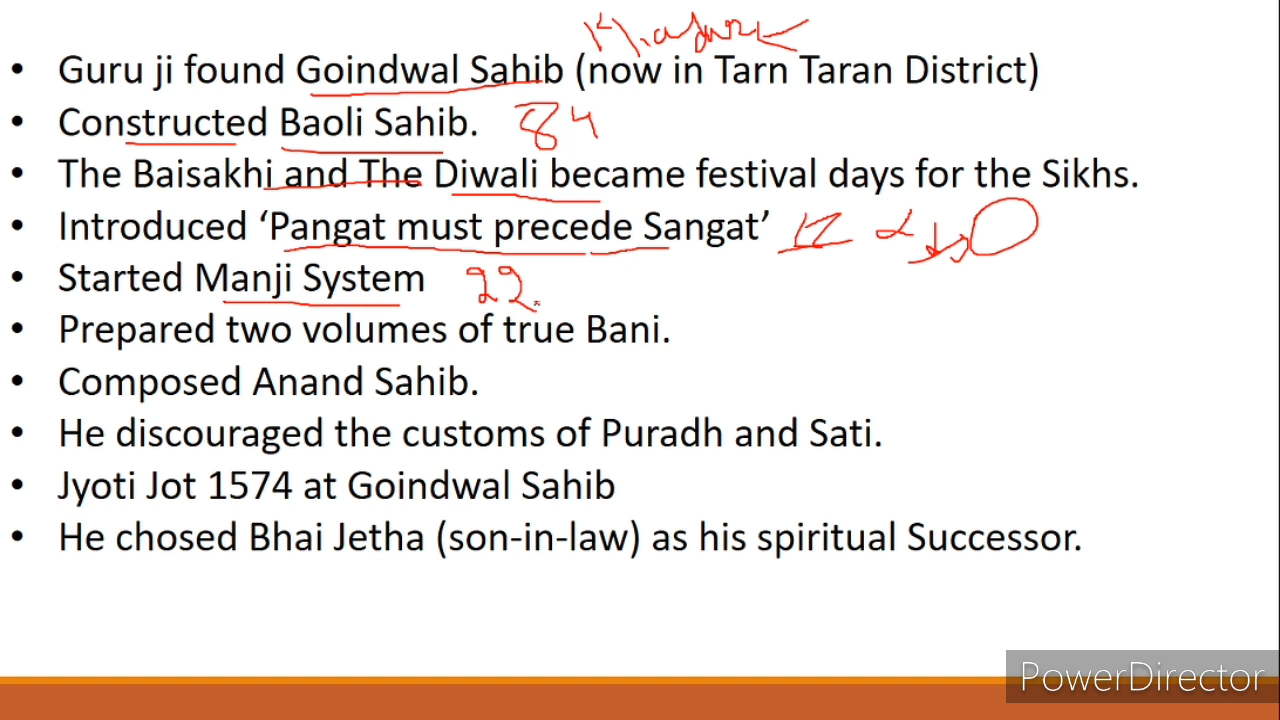 • Guru ji found Goindwal Sahib (now in Tarn Taran District)
• Constructed Baoli Sahib. 84
• The Baisakhi and The Diwali became festival days for the Sikhs.
• Introduced ‘Pangat must precede Sangat’
• Started Manji System 22
• Prepared two volumes of true Bani.
• Composed Anand Sahib.
• He discouraged the customs of Puradh and Sati.
• Jyoti Jot 1574 at Goindwal Sahib
• He chosed Bhai Jetha (son-in-law) as his spiritual Successor.
PowerDirector